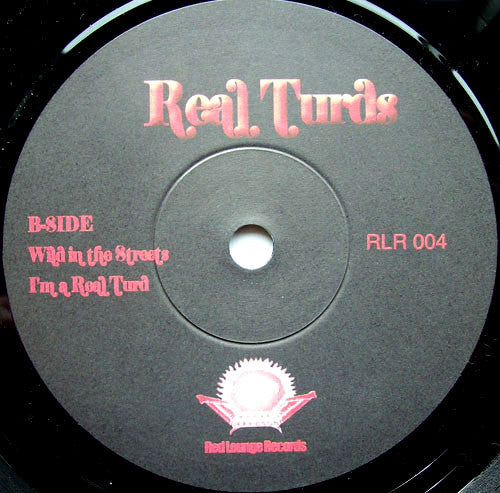 Real Turds
B-SIDE
Wild in the Streets
I'm a Real Turd
RLR 004
Red Lounge Records